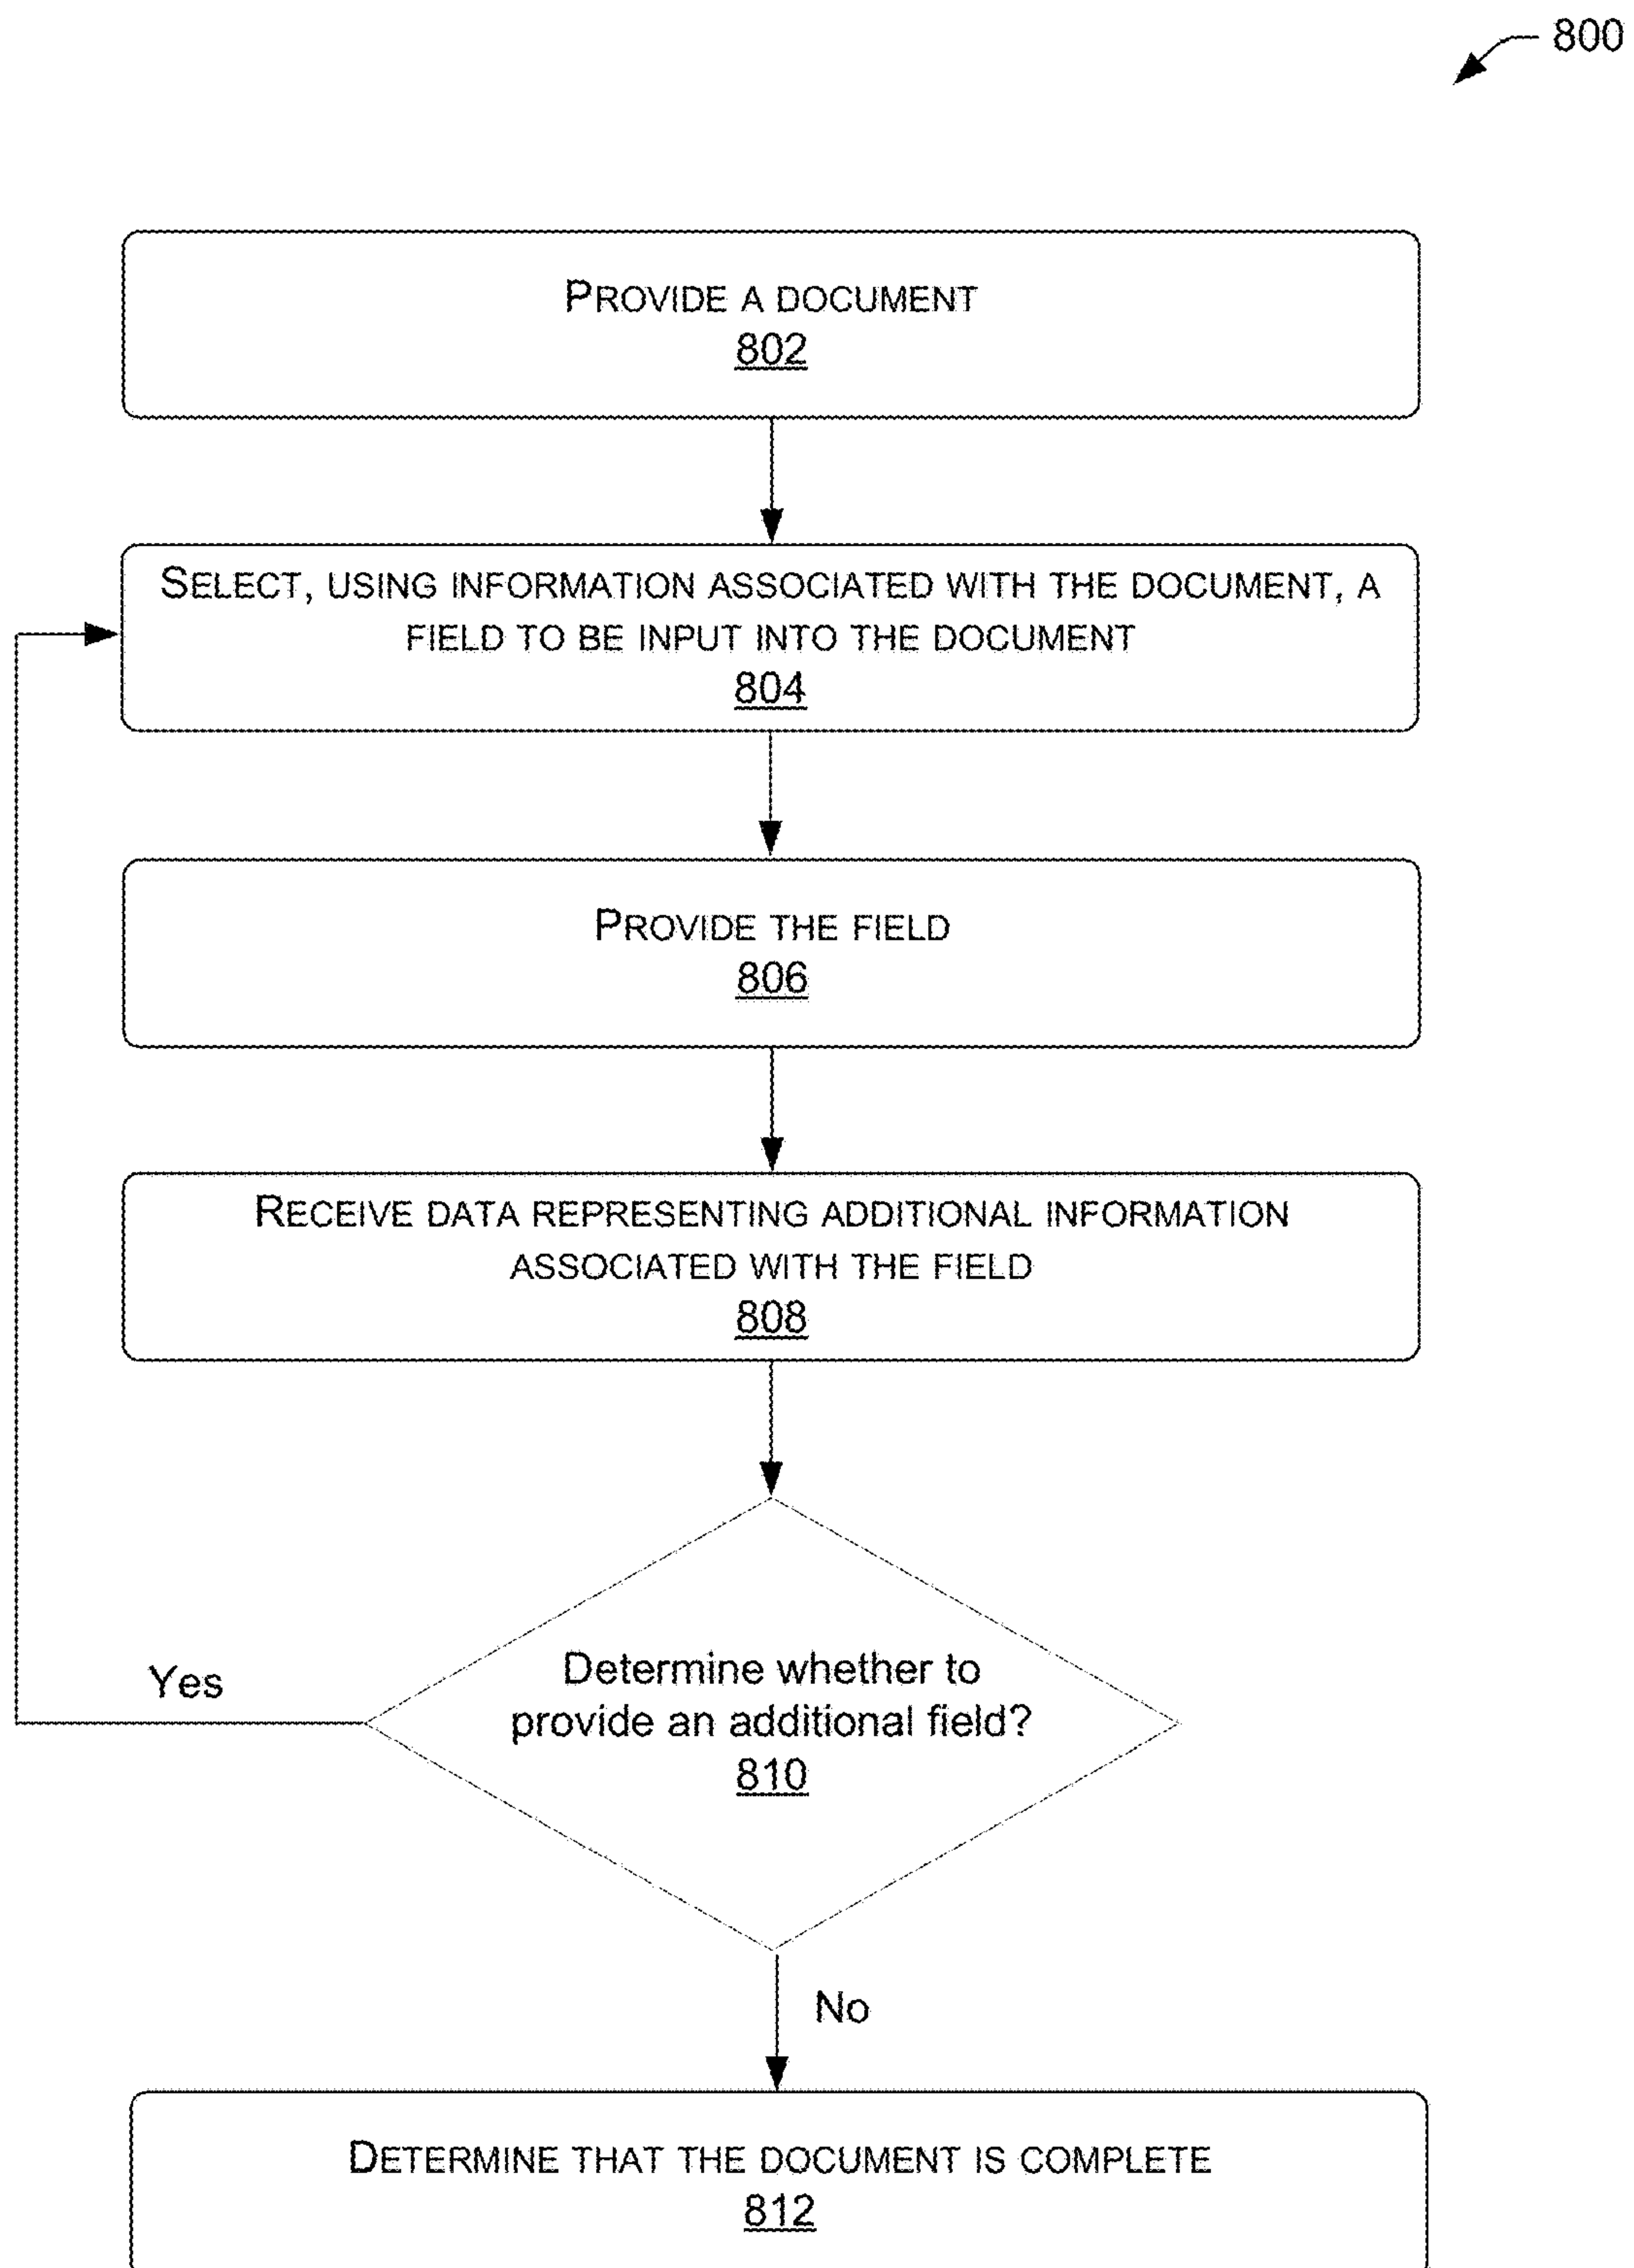 800
PROVIDE A DOCUMENT
802
SELECT, USING INFORMATION ASSOCIATED WITH THE DOCUMENT, A
FIELD TO BE INPUT INTO THE DOCUMENT
804
PROVIDE THE FIELD
806
RECEIVE DATA REPRESENTING ADDITIONAL INFORMATION
ASSOCIATED WITH THE FIELD
808
Yes
Determine whether to
provide an additional field?
810
No
DETERMINE THAT THE DOCUMENT IS COMPLETE
812